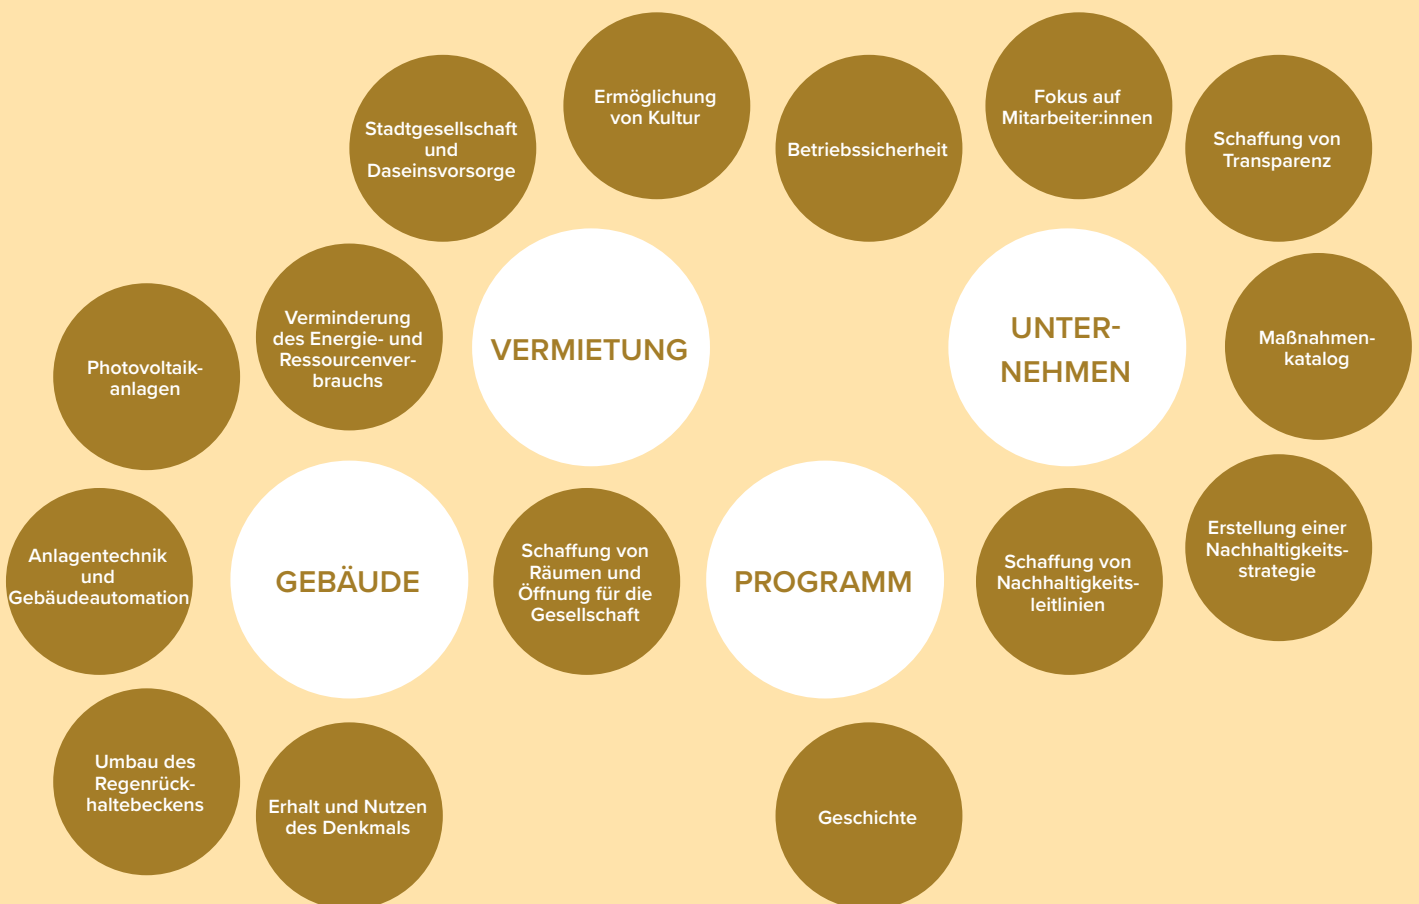 Ermöglichung
von Kultur
Fokus auf
Mitarbeiter:innen
Stadtgesellschaft
und
Daseinsvorsorge
Betriebssicherheit
Schaffung von
Transparenz
Verminderung
des Energie- und
Ressourcenver-
brauchs
VERMIETUNG
UNTER-
NEHMEN
Maßnahmen-
katalog
Photovoltaik-
anlagen
Anlagentechnik
und
Gebäudeautomation
GEBÄUDE
Schaffung von
Räumen und
Öffnung für die
Gesellschaft
PROGRAMM
Schaffung von
Nachhaltigkeits-
leitlinien
Erstellung einer
Nachhaltigkeits-
strategie
Umbau des
Regenrück-
haltebeckens
Erhalt und Nutzen
des Denkmals
Geschichte